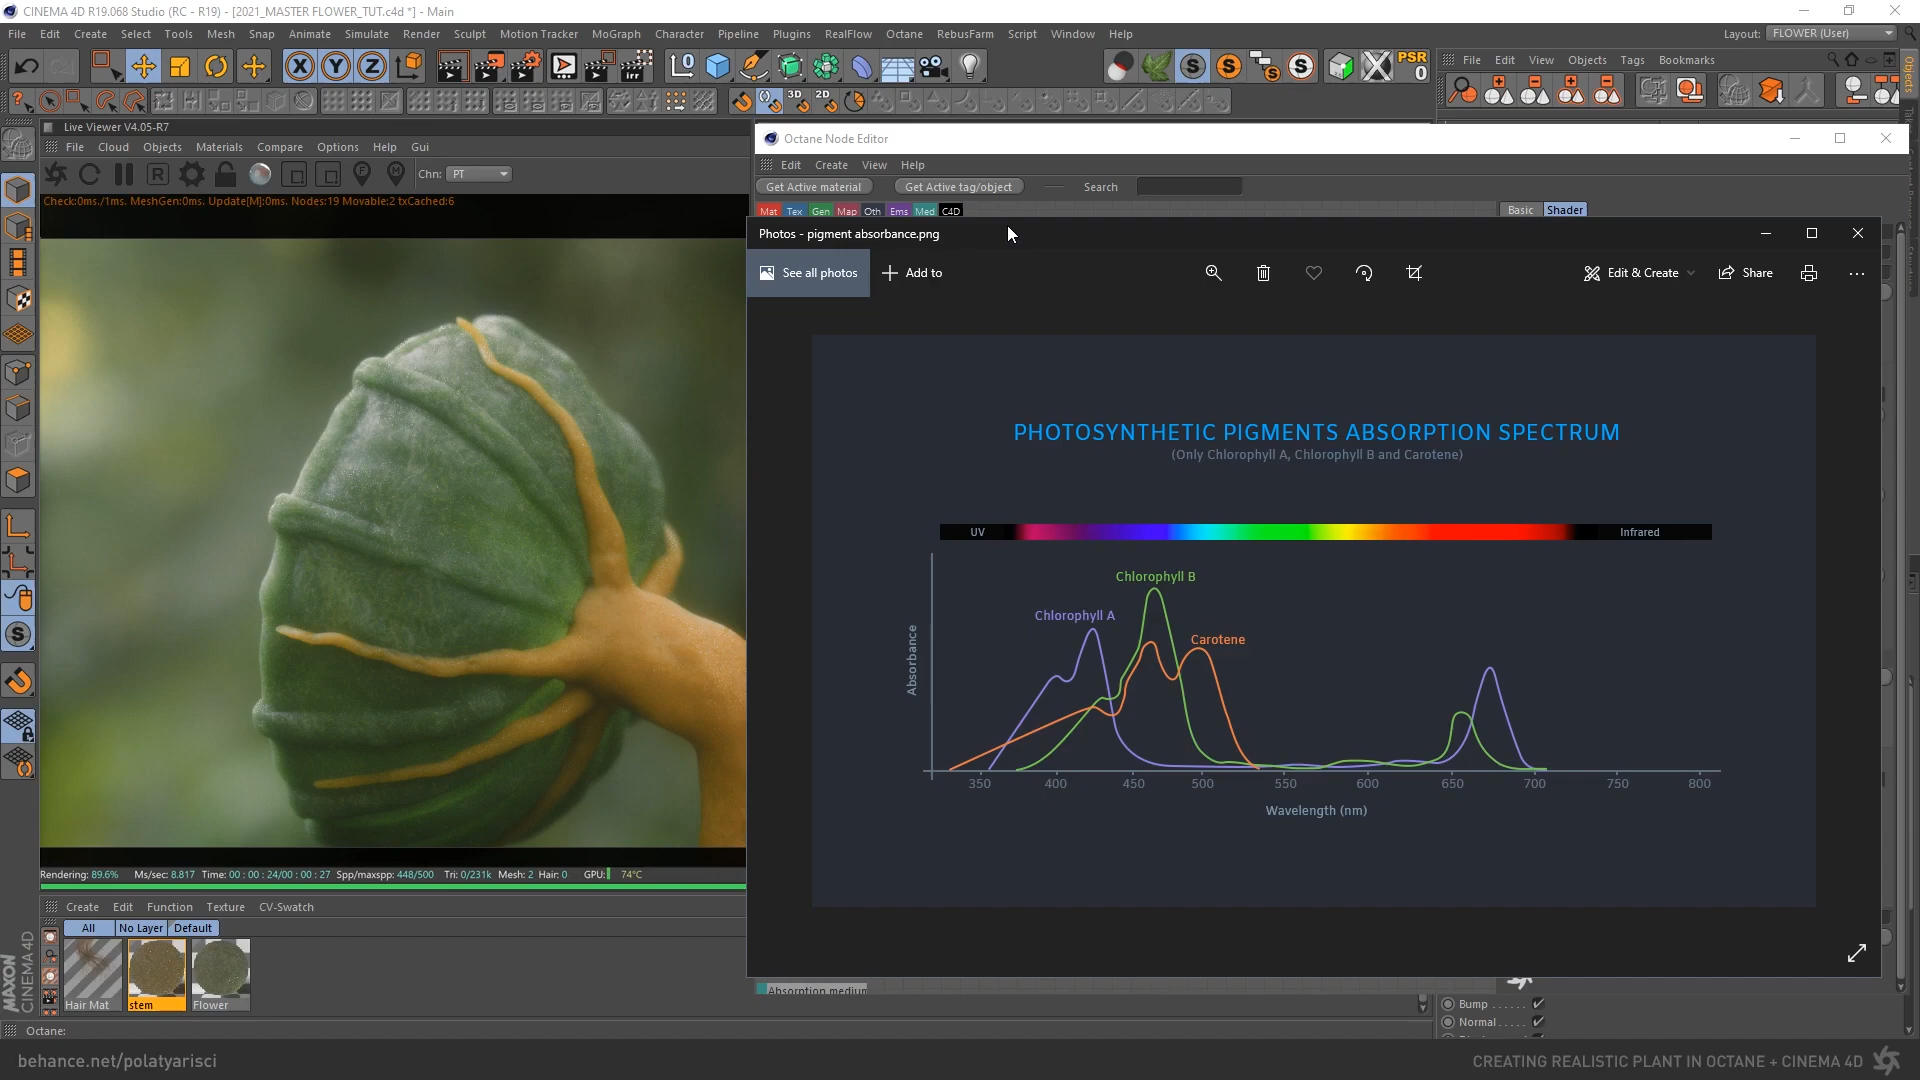 CINEMA 4D R19.068 Studio (RC - R19) - [2021_MASTER FLOWER_TUT.c4d *] - Main
File Edit Create Select Tools Mesh Snap Animate Simulate Render Sculpt Motion Tracker MoGraph Character Pipeline Plugins RealFlow Octane RebusFarm Script Window Help
Layout: FLOWER (User)
PSR
0
File Edit View Objects Tags Bookmarks
Objects
3D 2D
Live Viewer V4.05-R7
File Cloud Objects Materials Compare Options Help Gui
Chn: PT
Check:0ms./1ms. MeshGen:0ms. Update[M]:0ms. Nodes:19 Movable:2 txCached:6
Octane Node Editor
Edit Create View Help
Get Active material Get Active tag/object Search
Mat Tex Gen Map Oth Ems Med C4D
Basic Shader
Photos - pigment absorbance.png
See all photos Add to
Edit & Create Share
PHOTOSYNTHETIC PIGMENTS ABSORPTION SPECTRUM
(Only Chlorophyll A, Chlorophyll B and Carotene)
UV Infrared
Chlorophyll B
Chlorophyll A
Carotene
Absorbance
350 400 450 500 550 600 650 700 750 800
Wavelength (nm)
Rendering: 89.6% Ms/sec: 8.817 Time: 00 : 00 : 24/00 : 00 : 27 Spp/maxspp: 448/500 Tri: 0/231k Mesh: 2 Hair: 0 GPU: 74°C
Create Edit Function Texture CV-Swatch
All No Layer Default
Hair Mat stem Flower
Absorption medium
Bump
Normal
MAXON
CINEMA 4D
Octane:
behance.net/polatyarisci
CREATING REALISTIC PLANT IN OCTANE + CINEMA 4D